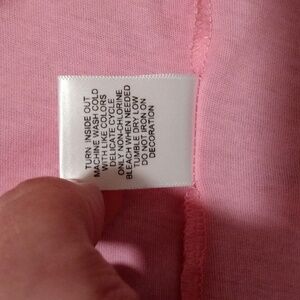 TURN INSIDE OUT
MACHINE WASH COLD
WITH LIKE COLORS
DELICATE CYCLE
ONLY NON-CHLORINE
BLEACH WHEN NEEDED
TUMBLE DRY LOW
DO NOT IRON ON
DECORATION